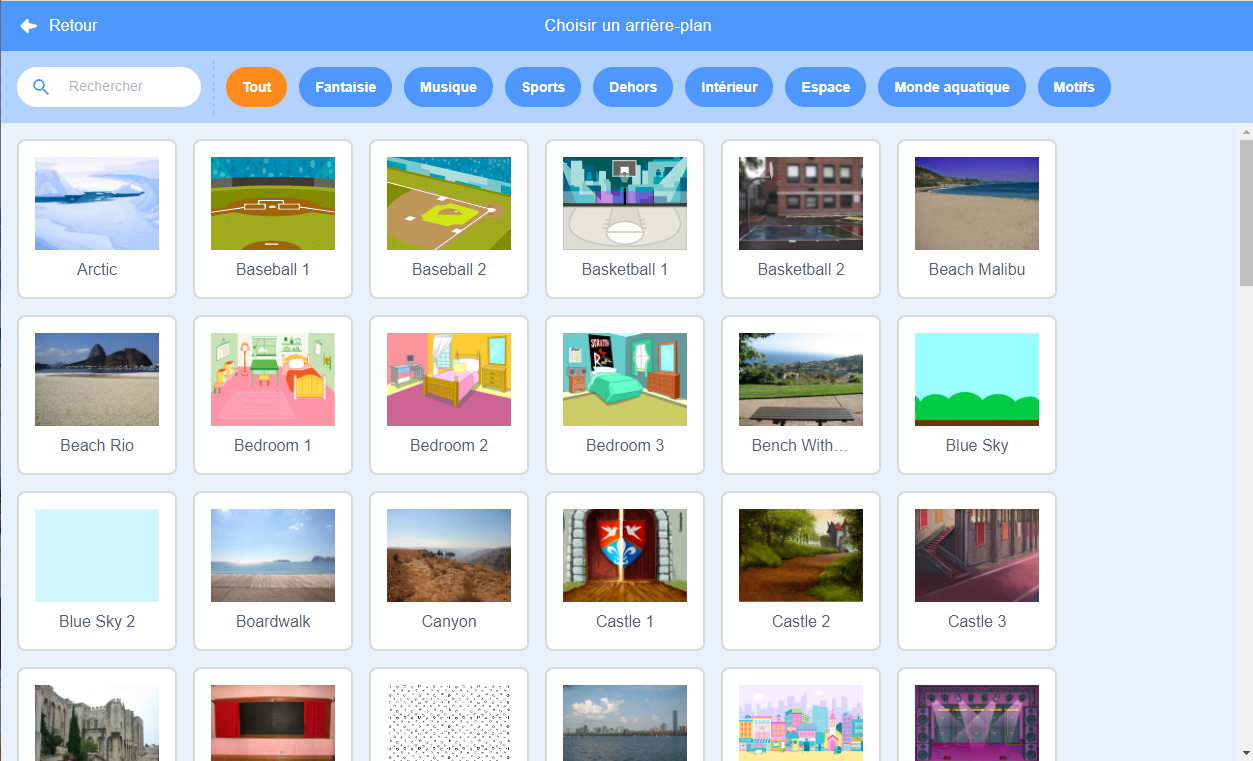 Retour
Choisir un arrière-plan
Rechercher
Tout
Fantaisie
Musique
Sports
Dehors
Intérieur
Espace
Monde aquatique
Motifs
Arctic
Baseball 1
Baseball 2
Basketball 1
Basketball 2
Beach Malibu
Beach Rio
Bedroom 1
Bedroom 2
SCRATCH
Bedroom 3
Bench With...
Blue Sky
Blue Sky 2
Boardwalk
Canyon
Castle 1
Castle 2
Castle 3